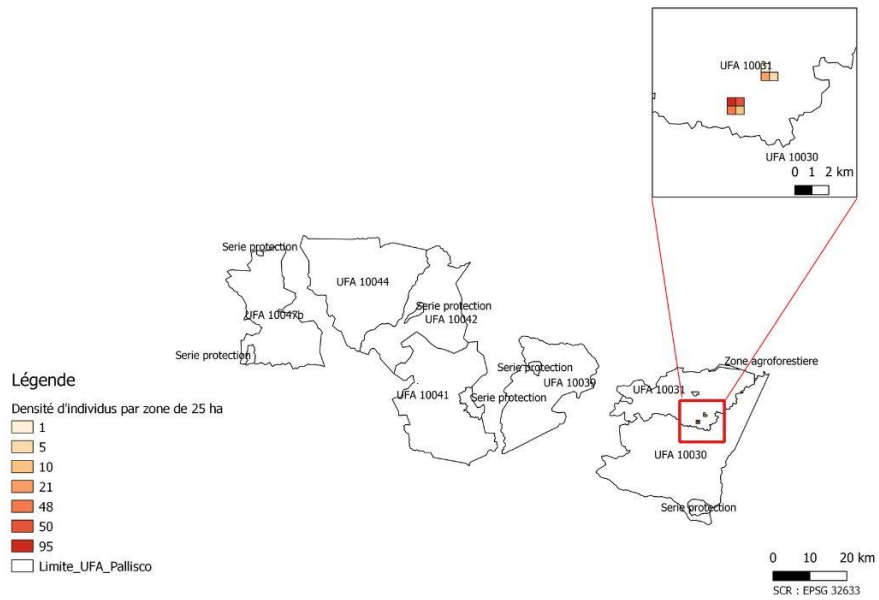 UFA 10031
UFA 10030
0 1 2 km
Serie protection
UFA 10044
Serie protection
UFA 10047b
UFA 10042
Serie protection
Zone agroforestiere
Serie protection
UFA 10039
UFA 10031
UFA 10041
Serie protection
UFA 10030
Serie protection
Légende
Densité d'individus par zone de 25 ha
1
5
10
21
48
50
95
Limite_UFA_Pallisco
0 10 20 km
SCR : EPSG 32633